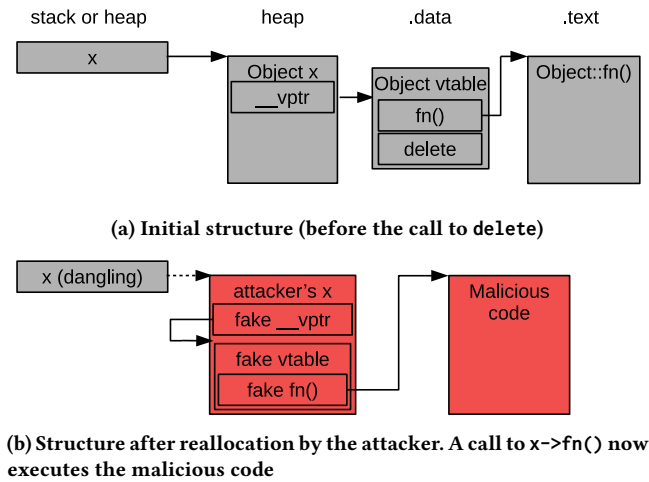 stack or heap heap .data .text
x
Object x
__vptr
Object vtable
fn()
delete
Object::fn()
(a) Initial structure (before the call to delete)
x (dangling)
attacker's x
fake __vptr
fake vtable
fake fn()
Malicious
code
(b) Structure after reallocation by the attacker. A call to x->fn() now
executes the malicious code